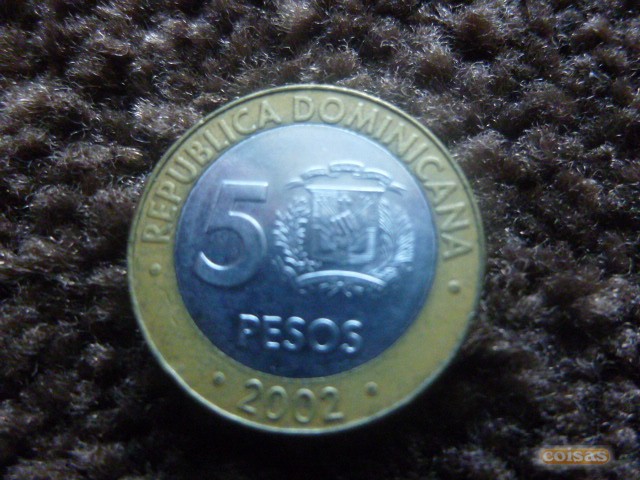 REPUBLICA DOMINICANA
5
PESOS
2002
coisas